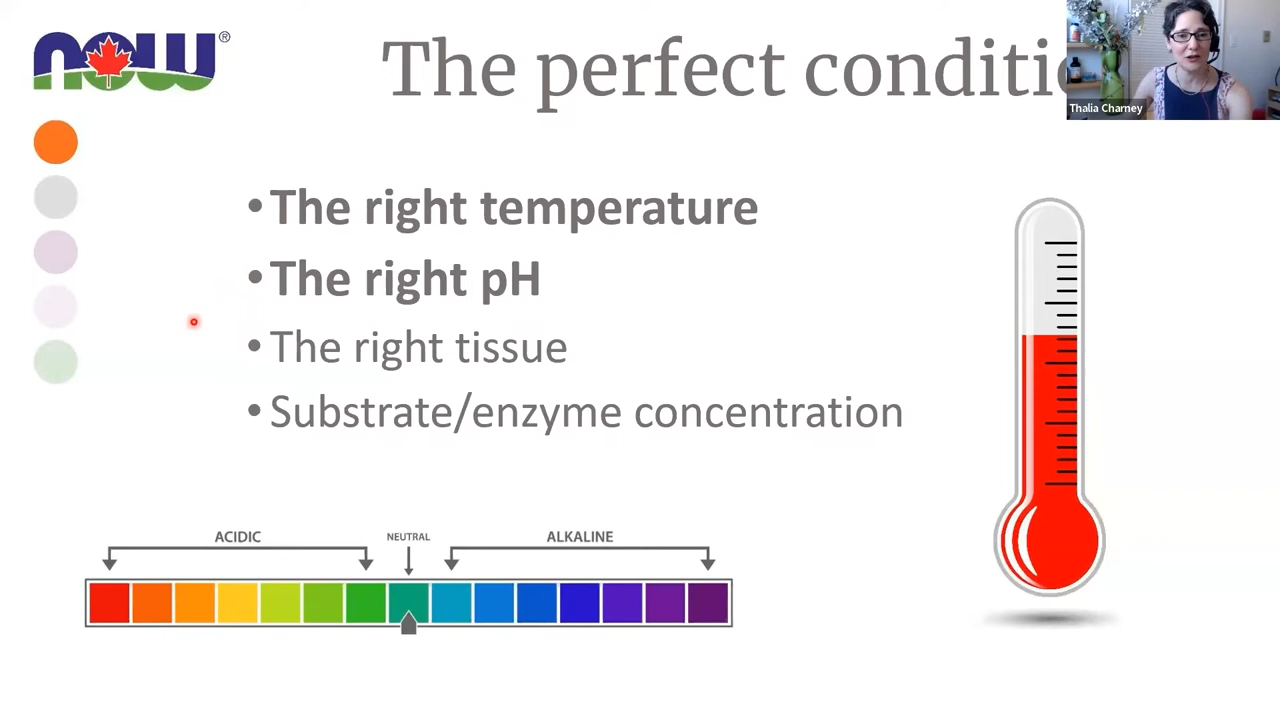 now®
The perfect conditio
Thalia Charney
•The right temperature
•The right pH
•The right tissue
•Substrate/enzyme concentration
ACIDIC
NEUTRAL
ALKALINE